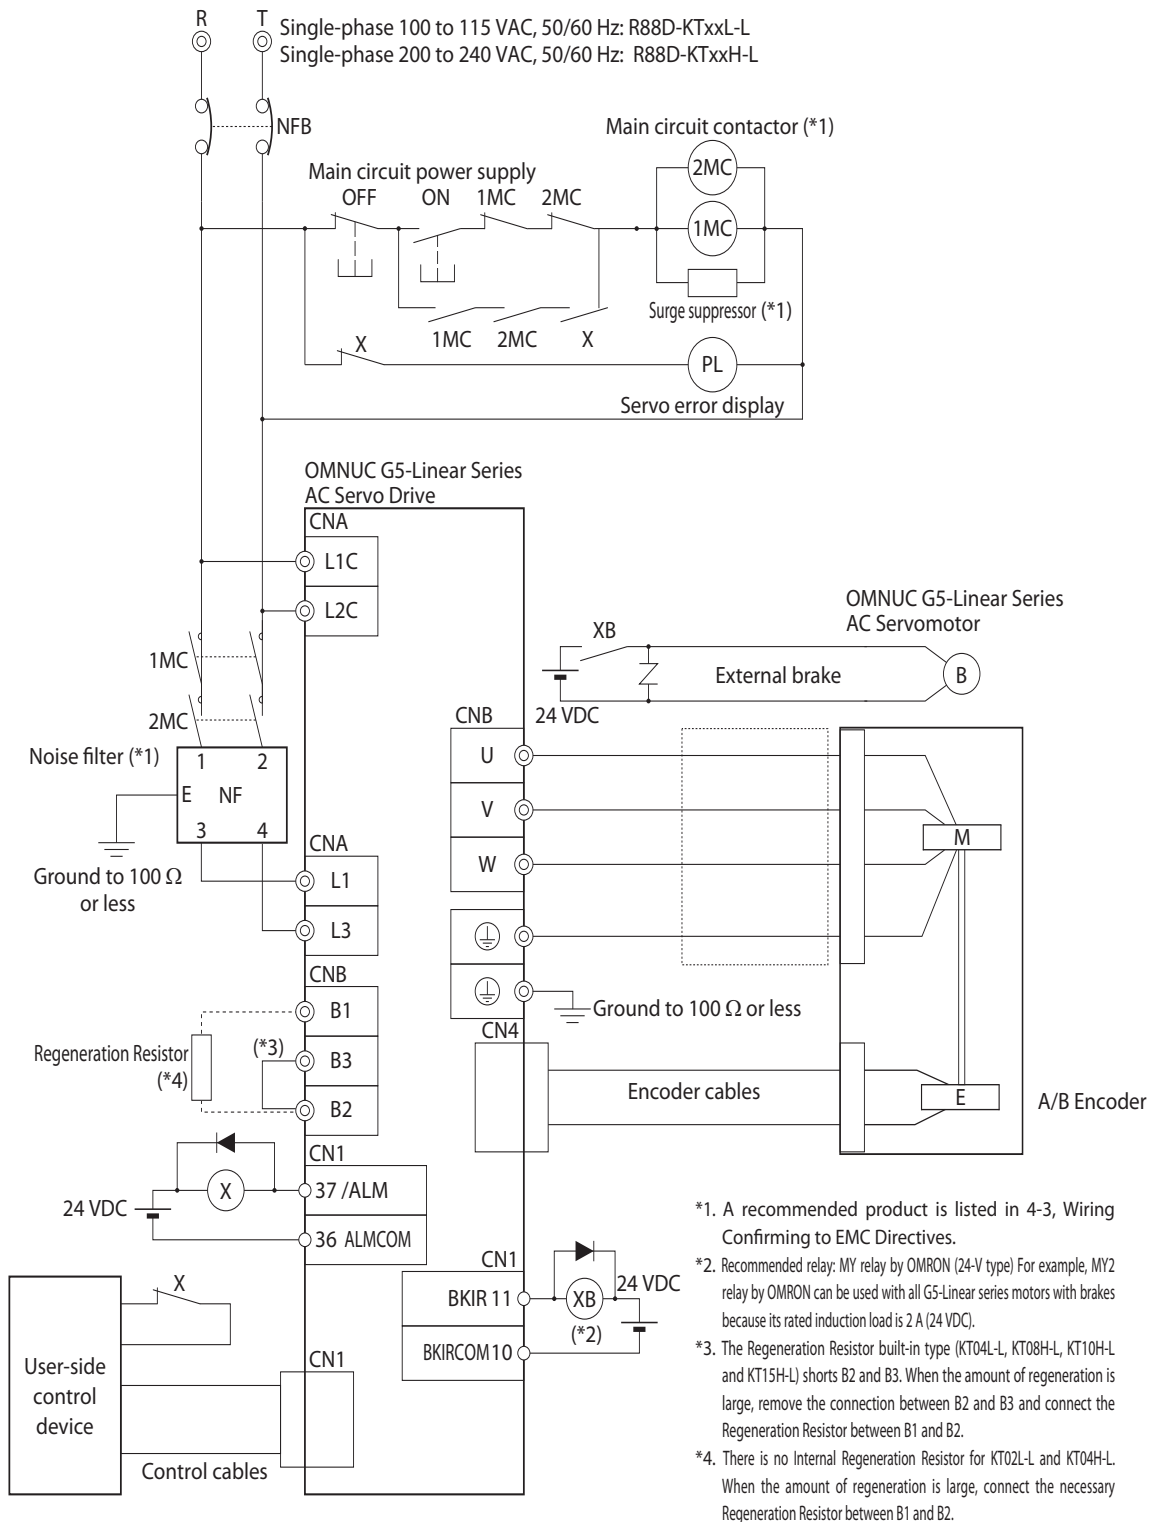 R T
Single-phase 100 to 115 VAC, 50/60 Hz: R88D-KTxxL-L
Single-phase 200 to 240 VAC, 50/60 Hz: R88D-KTxxH-L
NFB
Main circuit contactor (*1)
2MC
Main circuit power supply
OFF ON 1MC 2MC
1MC
Surge suppressor (*1)
1MC 2MC X
X
PL
Servo error display
OMNUC G5-Linear Series
AC Servo Drive
CNA
L1C
L2C
OMNUC G5-Linear Series
AC Servomotor
XB
1MC
External brake
B
24 VDC
2MC
CNB
Noise filter (*1)
1 2
U
E NF
V
3 4
M
CNA
W
Ground to 100 Ω
or less
L1
L3
CNB
B1
Ground to 100 Ω or less
CN4
Regeneration Resistor
(*4)
(*3)
B3
B2
Encoder cables
E
A/B Encoder
CN1
X
37 /ALM
24 VDC
36 ALMCOM
CN1
BKIR 11
XB
24 VDC
(*2)
BKIRCOM 10
X
User-side
control
device
CN1
Control cables
*1. A recommended product is listed in 4-3, Wiring
Confirming to EMC Directives.
*2. Recommended relay: MY relay by OMRON (24-V type) For example, MY2
relay by OMRON can be used with all G5-Linear series motors with brakes
because its rated induction load is 2 A (24 VDC).
*3. The Regeneration Resistor built-in type (KT04L-L, KT08H-L, KT10H-L
and KT15H-L) shorts B2 and B3. When the amount of regeneration is
large, remove the connection between B2 and B3 and connect the
Regeneration Resistor between B1 and B2.
*4. There is no Internal Regeneration Resistor for KT02L-L and KT04H-L.
When the amount of regeneration is large, connect the necessary
Regeneration Resistor between B1 and B2.